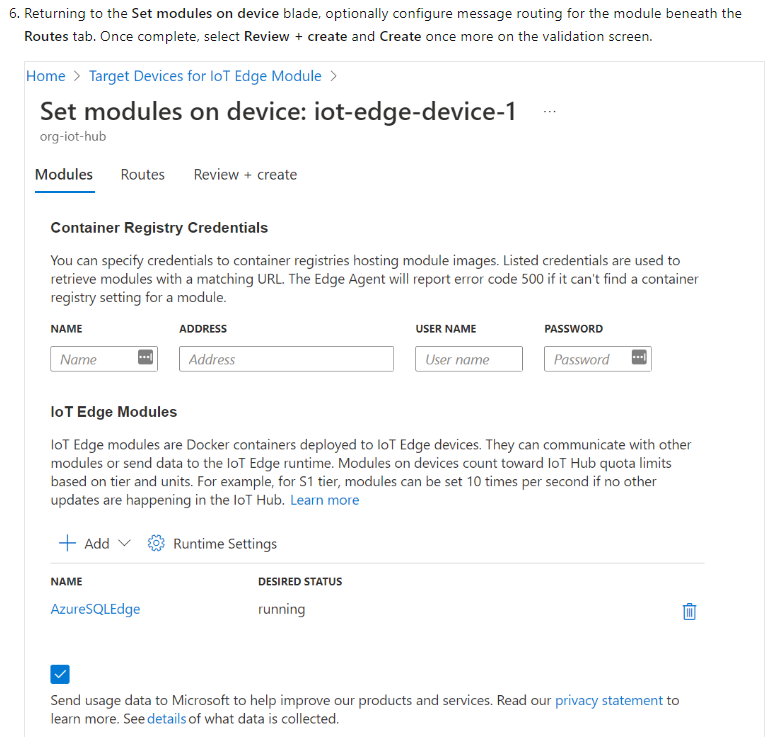 6. Returning to the Set modules on device blade, optionally configure message routing for the module beneath the
Routes tab. Once complete, select Review + create and Create once more on the validation screen.
Home > Target Devices for IoT Edge Module >
Set modules on device: iot-edge-device-1 ...
org-iot-hub
Modules Routes Review + create
Container Registry Credentials
You can specify credentials to container registries hosting module images. Listed credentials are used to
retrieve modules with a matching URL. The Edge Agent will report error code 500 if it can't find a container
registry setting for a module.
NAME ADDRESS USER NAME PASSWORD
Name Address User name Password
IoT Edge Modules
IoT Edge modules are Docker containers deployed to IoT Edge devices. They can communicate with other
modules or send data to the IoT Edge runtime. Modules on devices count toward IoT Hub quota limits
based on tier and units. For example, for S1 tier, modules can be set 10 times per second if no other
updates are happening in the IoT Hub. Learn more
Add Runtime Settings
NAME DESIRED STATUS
AzureSQLEdge running
Send usage data to Microsoft to help improve our products and services. Read our privacy statement to
learn more. See details of what data is collected.